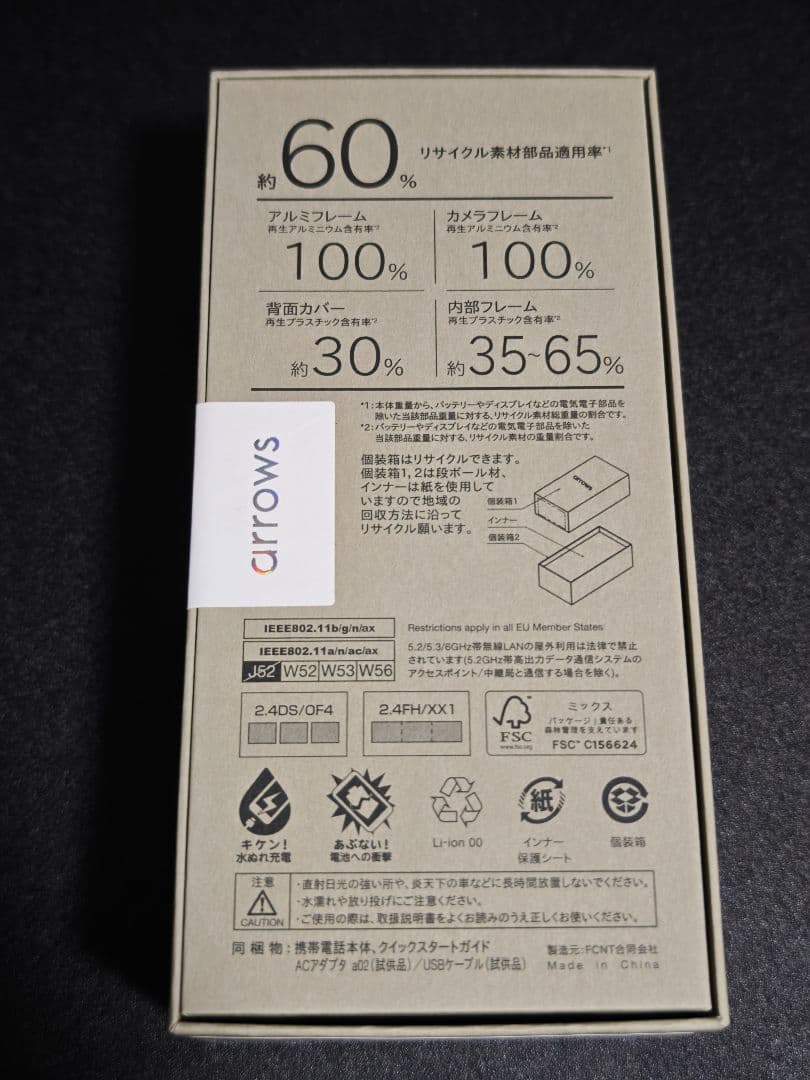 約60% リサイクル素材部品適用率*1
アルミフレーム
再生アルミニウム含有率*2
100%
カメラフレーム
再生アルミニウム含有率*2
100%
背面カバー
再生プラスチック含有率*2
約30%
内部フレーム
再生プラスチック含有率*2
約35~65%
*1:本体重量から、バッテリーやディスプレイなどの電気電子部品を
除いた当該部品重量に対する、リサイクル素材総重量の割合です。
*2:バッテリーやディスプレイなどの電気電子部品を除いた
当該部品重量に対する、リサイクル素材の重量割合です。
arrows
個装箱はリサイクルできます。
個装箱1,2は段ボール材、
インナーは紙を使用して
いますので地域の
回収方法に沿って
リサイクル願います。
arrows
個装箱1
インナー
個装箱2
IEEE802.11b/g/n/ax
IEEE802.11a/n/ac/ax
J52 W52 W53 W56
Restrictions apply in all EU Member States
5.2/5.3/6GHz帯無線LANの屋外利用は法律で禁止
されています(5.2GHz帯高出力データ通信システムの
アクセスポイント/中継局と通信する場合を除く)。
2.4DS/OF4
2.4FH/XX1
FSC
www.fsc.org
ミックス
パッケージ|責任ある
森林管理を支えています
FSC™ C156624
キケン!
水ぬれ充電
あぶない!
電池への衝撃
Li-ion 00
紙
インナー
保護シート
個装箱
注意
CAUTION
・直射日光の強い所や、炎天下の車などに長時間放置しないでください。
・水濡れや放り投げにご注意ください。
・ご使用の際は、取扱説明書をよくお読みのうえ正しくお使いください。
同梱物:携帯電話本体、クイックスタートガイド
ACアダプタ a02(試供品)/USBケーブル(試供品)
製造元:FCNT合同会社
Made in China